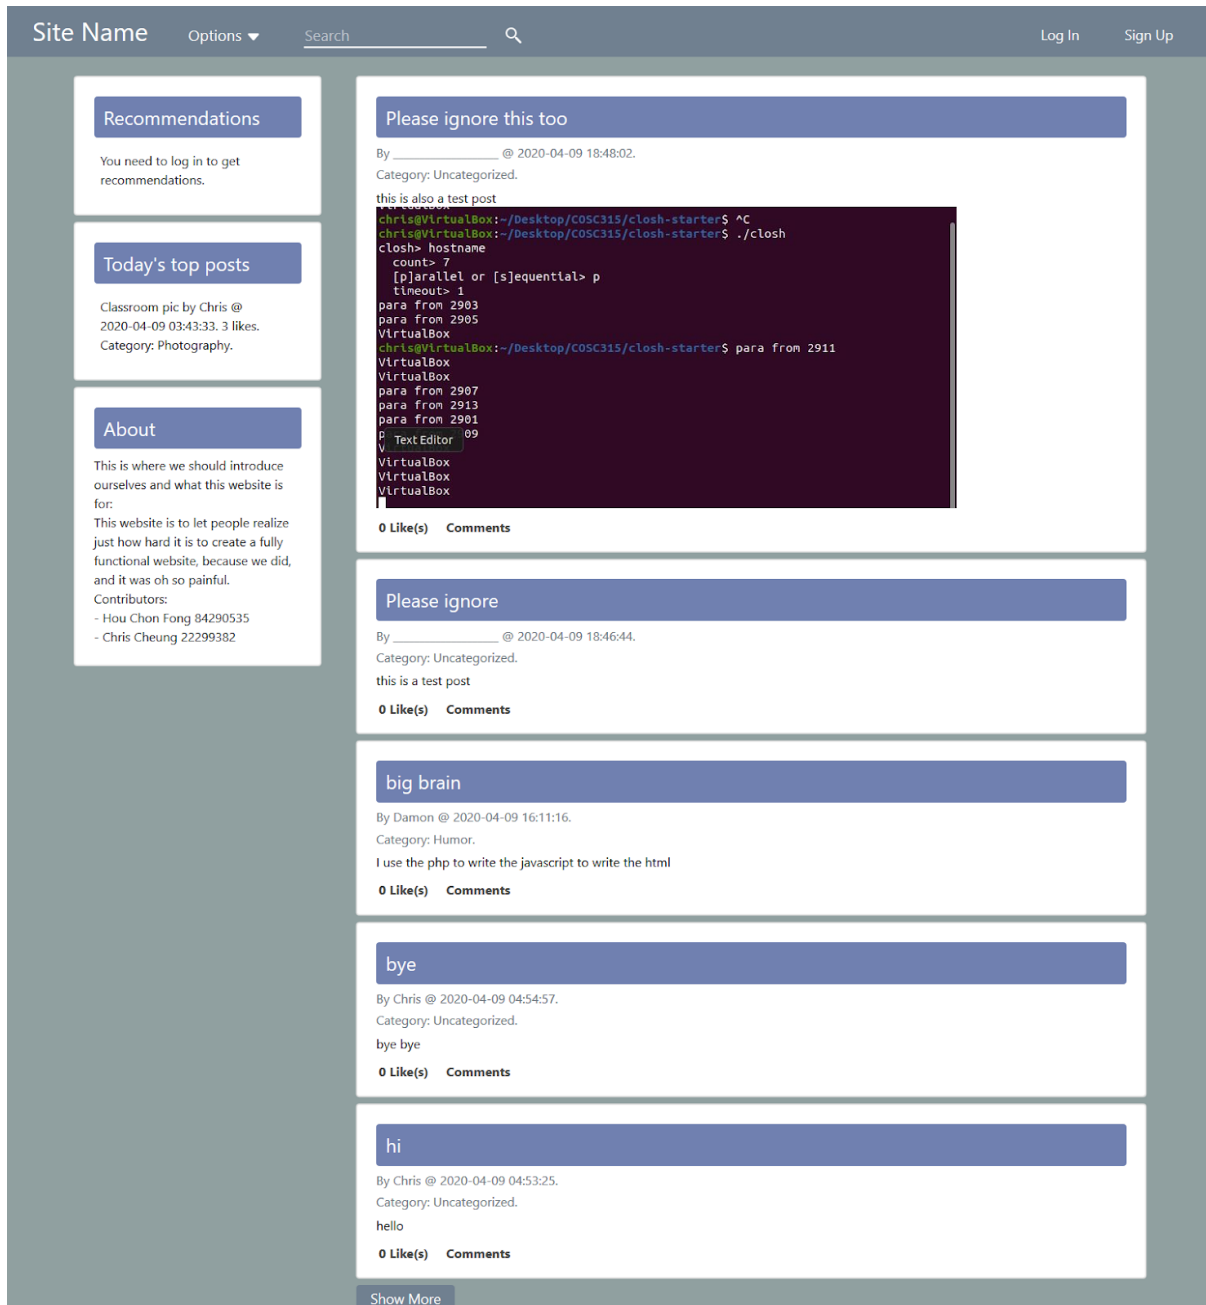 Site Name Options Search Log In Sign Up
Recommendations
You need to log in to get
recommendations.
Today's top posts
Classroom pic by Chris @
2020-04-09 03:43:33. 3 likes.
Category: Photography.
About
This is where we should introduce
ourselves and what this website is
for:
This website is to let people realize
just how hard it is to create a fully
functional website, because we did,
and it was oh so painful.
Contributors:
- Hou Chon Fong 84290535
- Chris Cheung 22299382
Please ignore this too
By ________________ @ 2020-04-09 18:48:02.
Category: Uncategorized.
this is also a test post
VirtualBox
chris@VirtualBox:~/Desktop/COSC315/closh-starter$ ^C
chris@VirtualBox:~/Desktop/COSC315/closh-starter$ ./closh
closh> hostname
count> 7
[p]arallel or [s]equential> p
timeout> 1
para from 2903
para from 2905
VirtualBox
chris@VirtualBox:~/Desktop/COSC315/closh-starter$ para from 2911
VirtualBox
VirtualBox
para from 2907
para from 2913
para from 2901
p 09
Text Editor
V
VirtualBox
VirtualBox
VirtualBox
0 Like(s) Comments
Please ignore
By ________________ @ 2020-04-09 18:46:44.
Category: Uncategorized.
this is a test post
0 Like(s) Comments
big brain
By Damon @ 2020-04-09 16:11:16.
Category: Humor.
I use the php to write the javascript to write the html
0 Like(s) Comments
bye
By Chris @ 2020-04-09 04:54:57.
Category: Uncategorized.
bye bye
0 Like(s) Comments
hi
By Chris @ 2020-04-09 04:53:25.
Category: Uncategorized.
hello
0 Like(s) Comments
Show More